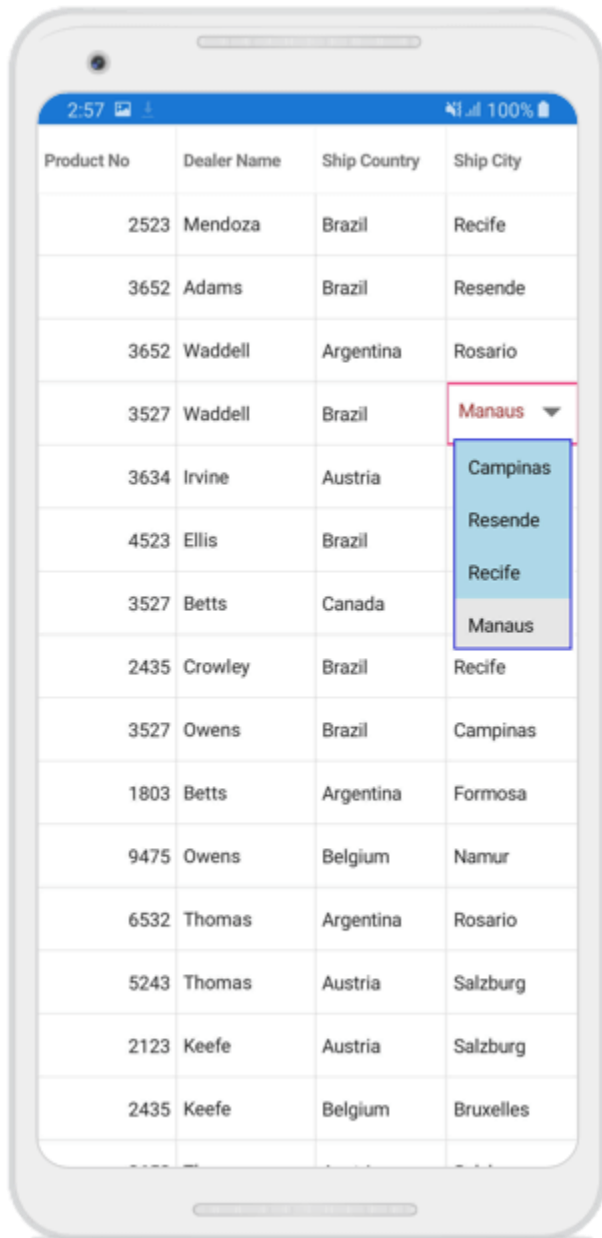 2:57 100%
Product No Dealer Name Ship Country Ship City
2523 Mendoza Brazil Recife
3652 Adams Brazil Resende
3652 Waddell Argentina Rosario
3527 Waddell Brazil Manaus
3634 Irvine Austria Campinas
Resende
4523 Ellis Brazil
Recife
3527 Betts Canada
Manaus
2435 Crowley Brazil Recife
3527 Owens Brazil Campinas
1803 Betts Argentina Formosa
9475 Owens Belgium Namur
6532 Thomas Argentina Rosario
5243 Thomas Austria Salzburg
2123 Keefe Austria Salzburg
2435 Keefe Belgium Bruxelles